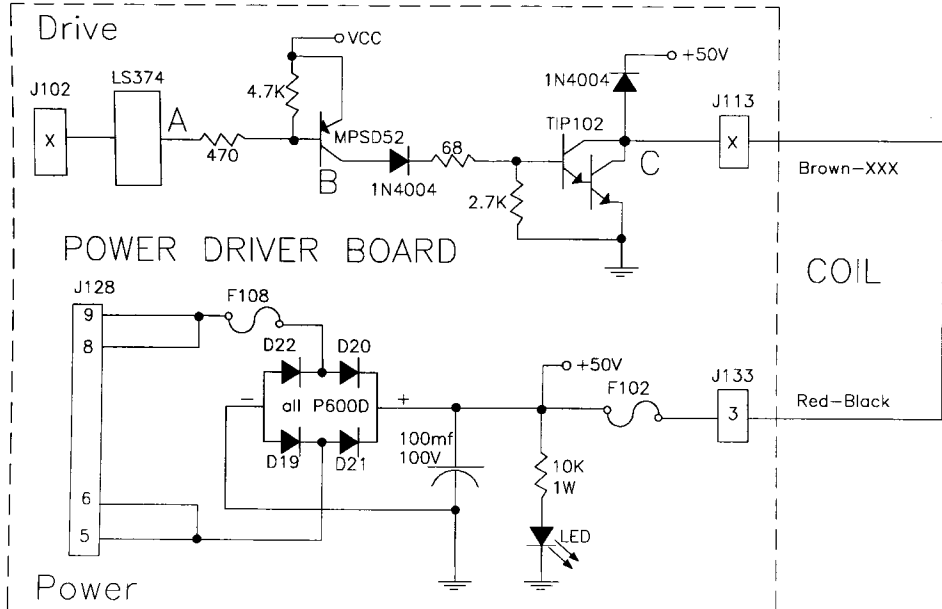 Drive
VCC
+50V
J102
LS374
4.7K
1N4004
J113
X
A
MPSD52
TIP102
X
470
68
C
B
1N4004
Brown-XXX
2.7K
POWER DRIVER BOARD
COIL
J128
F108
9
8
D22
D20
+50V
F102
J133
-
all P600D
+
3
Red-Black
D19
D21
100mf
100V
10K
1W
6
5
LED
Power